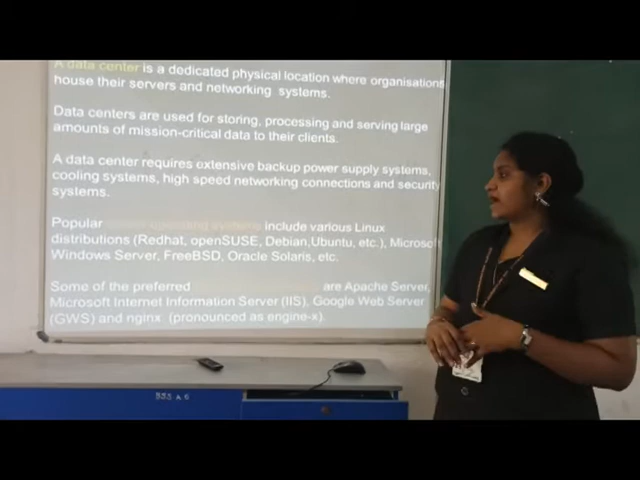 A data center is a dedicated physical location where organisations
house their servers and networking systems.
Data centers are used for storing, processing and serving large
amounts of mission-critical data to their clients.
A data center requires extensive backup power supply systems,
cooling systems, high speed networking connections and security
systems.
Popular server operating systems include various Linux
distributions (Redhat, openSUSE, Debian,Ubuntu, etc.), Microsoft
Windows Server, FreeBSD, Oracle Solaris, etc.
Some of the preferred are Apache Server,
Microsoft Internet Information Server (IIS), Google Web Server
(GWS) and nginx. (pronounced as engine-x).